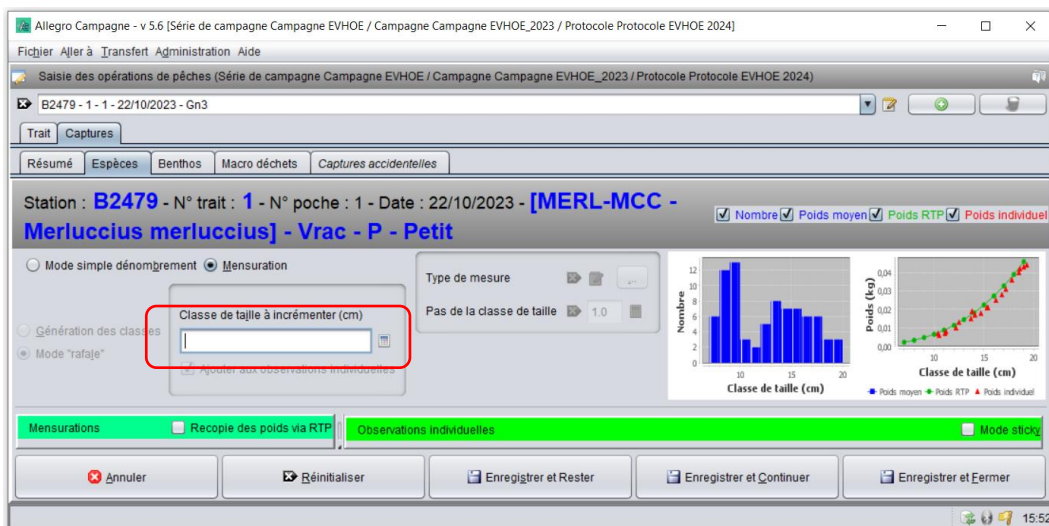 Allegro Campagne - v 5.6 [Série de campagne Campagne EVHOE / Campagne Campagne EVHOE_2023 / Protocole Protocole EVHOE 2024]
Fichier Aller à Transfert Administration Aide
Saisie des opérations de pêches (Série de campagne Campagne EVHOE / Campagne Campagne EVHOE_2023 / Protocole Protocole EVHOE 2024)
B2479 - 1 - 1 - 22/10/2023 - Gn3
Trait Captures
Résumé Espèces Benthos Macro déchets Captures accidentelles
Station : B2479 - N° trait : 1 - N° poche : 1 - Date : 22/10/2023 - [MERL-MCC -
Merluccius merluccius] - Vrac - P - Petit
Nombre Poids moyen Poids RTP Poids individuel
Mode simple dénombrement Mensuration
Génération des classes
Mode "rafale"
Classe de taille à incrémenter (cm)
Ajouter aux observations individuelles
Type de mesure ...
Pas de la classe de taille 1.0
Nombre
12
10
8
6
4
2
0
10 15 20
Classe de taille (cm)
Poids (kg)
0,04
0,03
0,02
0,01
0,00
10 15 20
Classe de taille (cm)
Poids moyen Poids RTP Poids individuel
Mensurations Recopie des poids via RTP
Observations individuelles Mode sticky
Annuler Réinitialiser Enregistrer et Rester Enregistrer et Continuer Enregistrer et Fermer
15:52